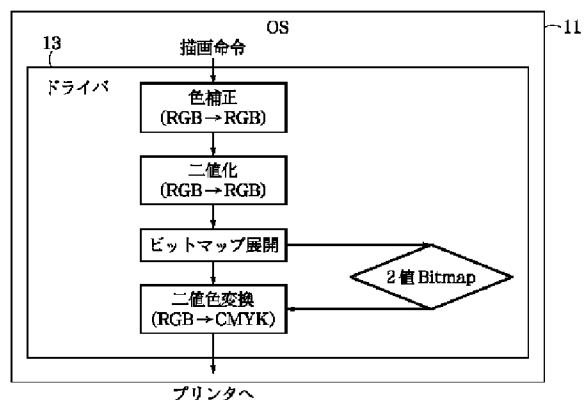 OS
11
13
描画命令
ドライバ
色補正
(RGB→RGB)
二値化
(RGB→RGB)
ビットマップ展開
2値Bitmap
二値色変換
(RGB→CMYK)
プリンタへ